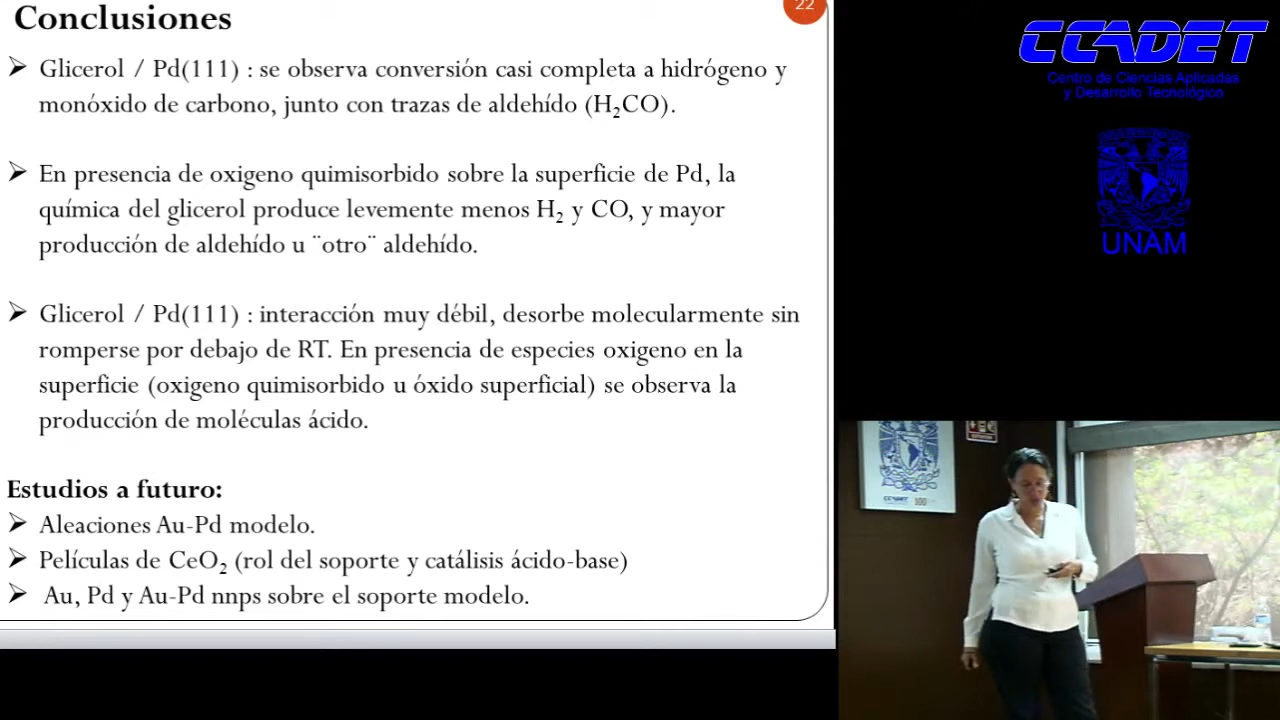 Conclusiones
22
➢ Glicerol / Pd(111) : se observa conversión casi completa a hidrógeno y
monóxido de carbono, junto con trazas de aldehído (H₂CO).
➢ En presencia de oxigeno quimisorbido sobre la superficie de Pd, la
química del glicerol produce levemente menos H₂ y CO, y mayor
producción de aldehído u ¨otro¨ aldehído.
➢ Glicerol / Pd(111) : interacción muy débil, desorbe molecularmente sin
romperse por debajo de RT. En presencia de especies oxigeno en la
superficie (oxigeno quimisorbido u óxido superficial) se observa la
producción de moléculas ácido.
Estudios a futuro:
➢ Aleaciones Au-Pd modelo.
➢ Películas de CeO₂ (rol del soporte y catálisis ácido-base)
➢ Au, Pd y Au-Pd nnps sobre el soporte modelo.
CCADET
Centro de Ciencias Aplicadas
y Desarrollo Tecnológico
UNAM
CCADET
100